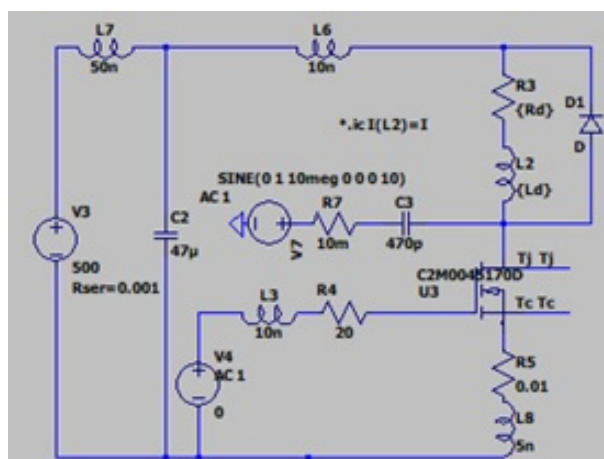 L7
50n
L6
10n
R3
{Rd}
D1
D
*.ic I(L2)=I
L2
{Ld}
SINE(0 1 10meg 0 0 0 10)
AC 1
R7
10m
C3
470p
V7
V3
500
Rser=0.001
C2
47µ
Tj Tj
C2M0045170D
U3
Tc Tc
L3
10n
R4
20
V4
AC 1
0
R5
0.01
L8
5n